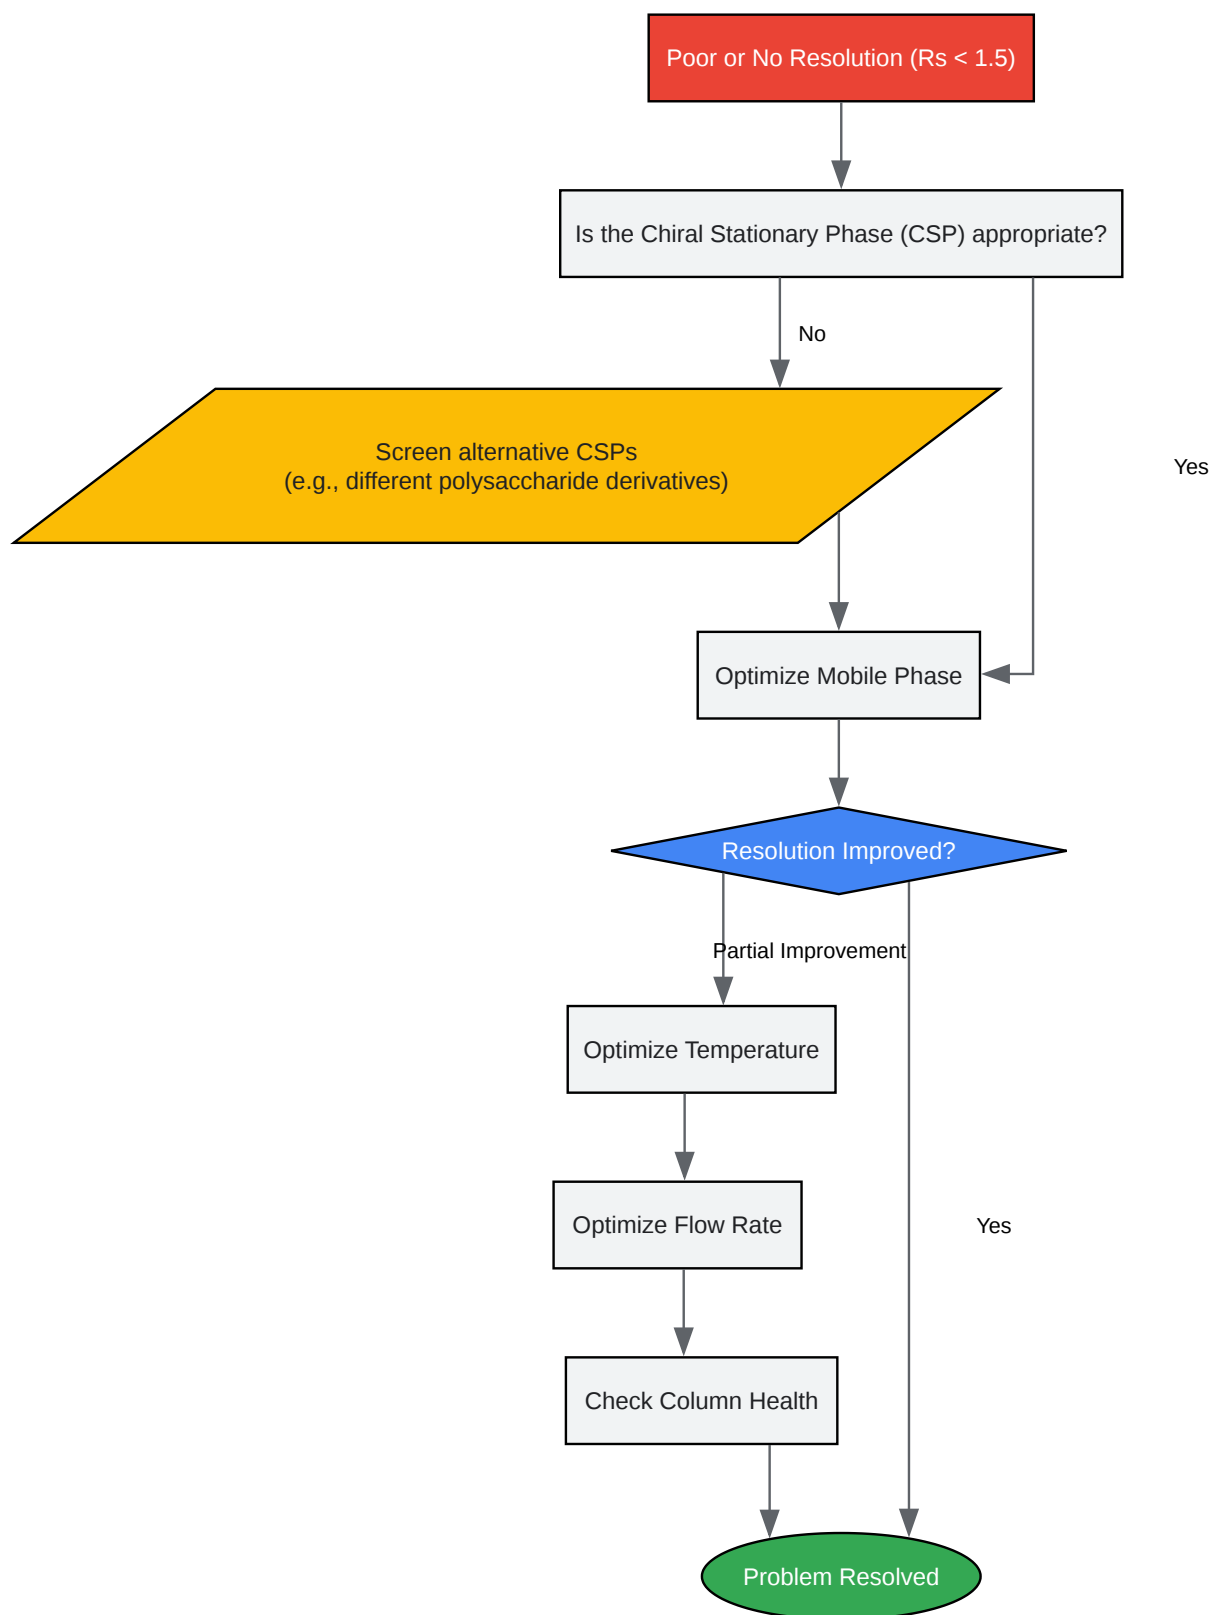 Poor or No Resolution (Rs < 1.5)
Is the Chiral Stationary Phase (CSP) appropriate?
No
Screen alternative CSPs
(e.g., different polysaccharide derivatives)
Yes
Optimize Mobile Phase
Resolution Improved?
Partial Improvement
Optimize Temperature
Optimize Flow Rate
Yes
Check Column Health
Problem Resolved